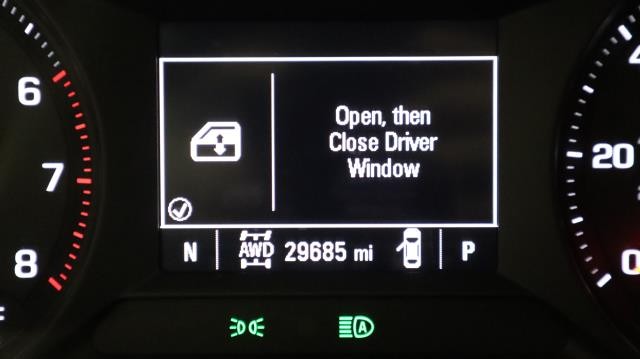 Open, then
Close Driver
Window
N AWD 29685 mi P
6
7
8
20
0
A